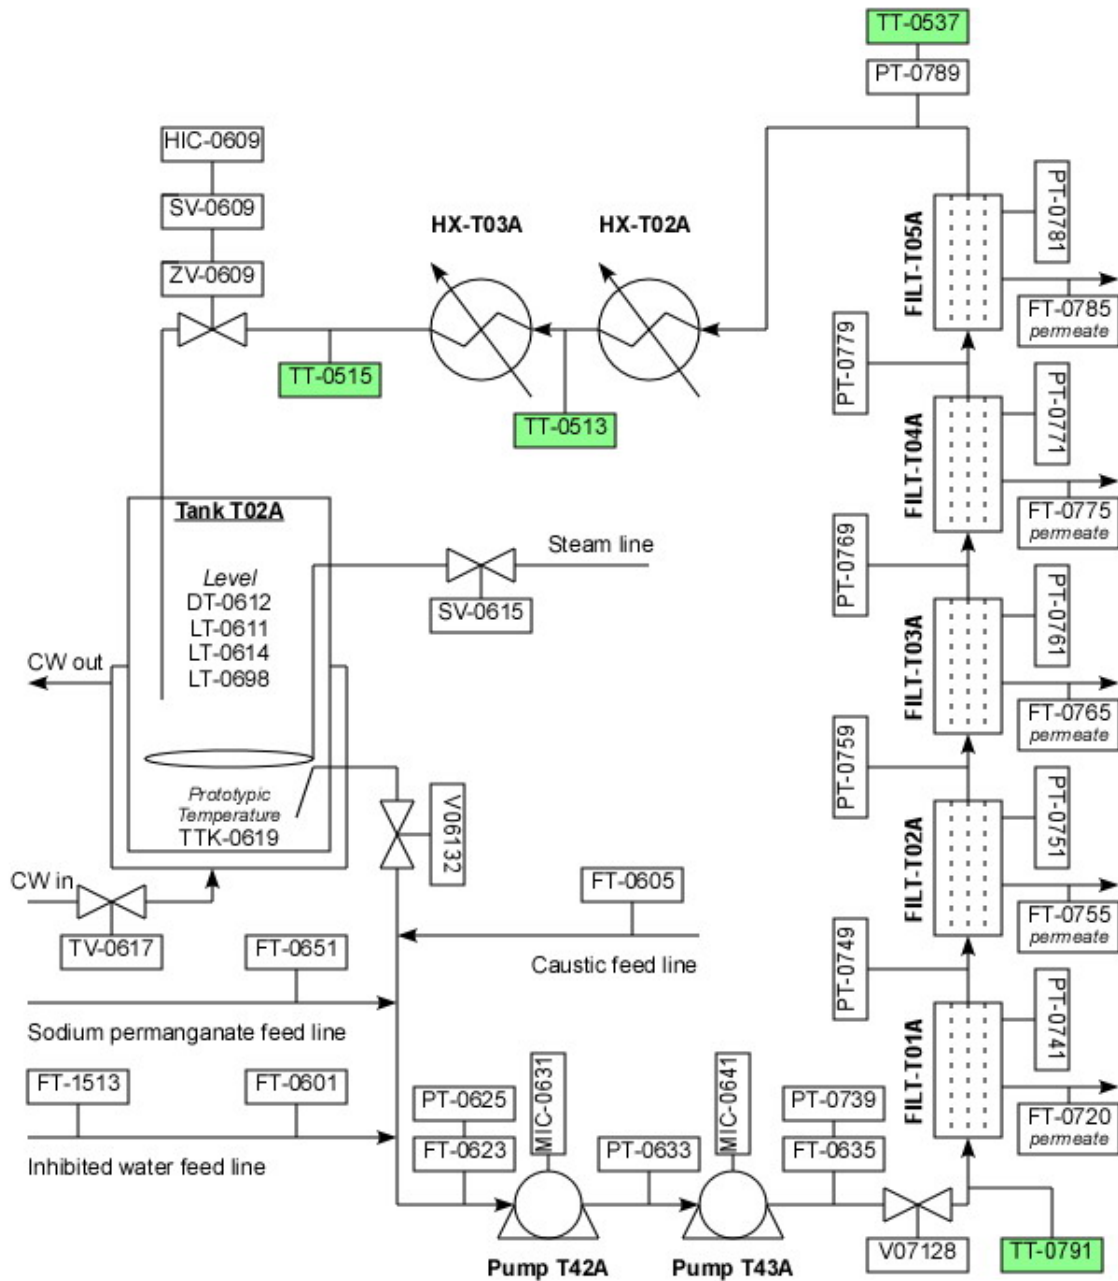 TT-0537
PT-0789
HIC-0609
SV-0609
ZV-0609
HX-T03A
HX-T02A
TT-0515
TT-0513
FILT-T05A
PT-0781
FT-0785
permeate
PT-0779
FILT-T04A
PT-0771
FT-0775
permeate
PT-0769
FILT-T03A
PT-0761
FT-0765
permeate
PT-0759
FILT-T02A
PT-0751
FT-0755
permeate
PT-0749
FILT-T01A
PT-0741
FT-0720
permeate
Tank T02A
Level
DT-0612
LT-0611
LT-0614
LT-0698
Steam line
SV-0615
CW out
Prototypic
Temperature
TTK-0619
V06132
CW in
TV-0617
FT-0605
Caustic feed line
FT-0651
Sodium permanganate feed line
FT-1513
FT-0601
Inhibited water feed line
PT-0625
FT-0623
MIC-0631
PT-0633
MIC-0641
PT-0739
FT-0635
Pump T42A
Pump T43A
V07128
TT-0791